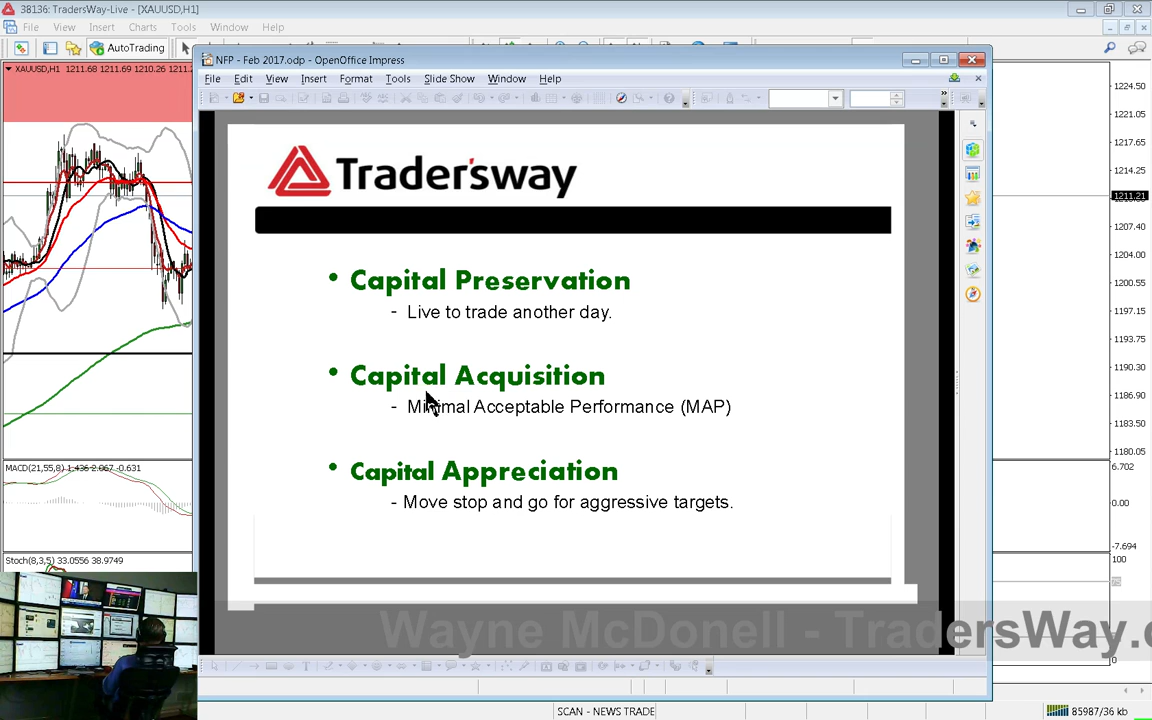 38136: TradersWay-Live - [XAUUSD,H1]
File View Insert Charts Tools Window Help
AutoTrading
XAUUSD,H1 1211.68 1211.69 1210.26 1211.2
NFP - Feb 2017.odp - OpenOffice Impress
File Edit View Insert Format Tools Slide Show Window Help
Trader'sway
• Capital Preservation
- Live to trade another day.
• Capital Acquisition
- Minimal Acceptable Performance (MAP)
• Capital Appreciation
- Move stop and go for aggressive targets.
1224.50
1221.05
1217.65
1214.25
1211.21
1207.40
1204.00
1200.55
1197.15
1193.75
1190.30
1186.90
1183.50
1180.05
MACD(21,55,8) 1.436 2.067 -0.631
6.702
0.00
-7.694
Stoch(8,3,5) 33.0556 38.9749
100
0
Wayne McDonell - TradersWay.c
SCAN - NEWS TRADE
85987/36 kb